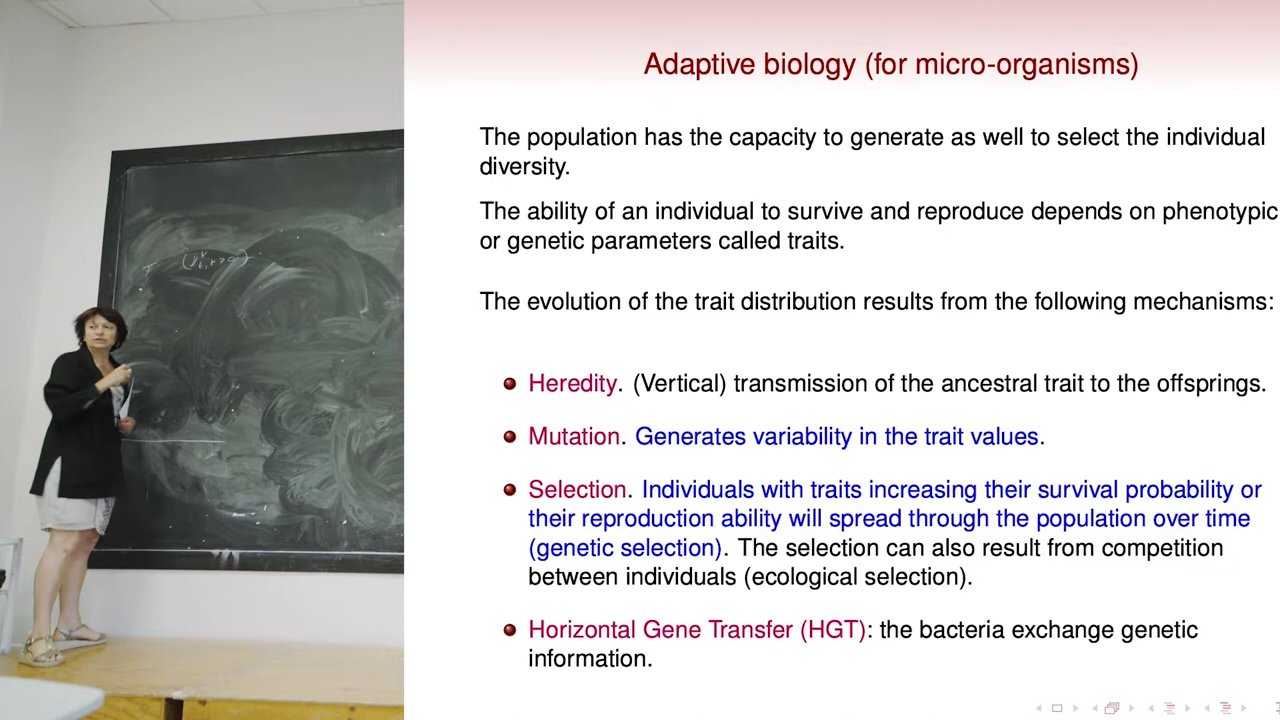 Adaptive biology (for micro-organisms)
The population has the capacity to generate as well to select the individual
diversity.
The ability of an individual to survive and reproduce depends on phenotypic
or genetic parameters called traits.
The evolution of the trait distribution results from the following mechanisms:
Heredity. (Vertical) transmission of the ancestral trait to the offsprings.
Mutation. Generates variability in the trait values.
Selection. Individuals with traits increasing their survival probability or
their reproduction ability will spread through the population over time
(genetic selection). The selection can also result from competition
between individuals (ecological selection).
Horizontal Gene Transfer (HGT): the bacteria exchange genetic
information.